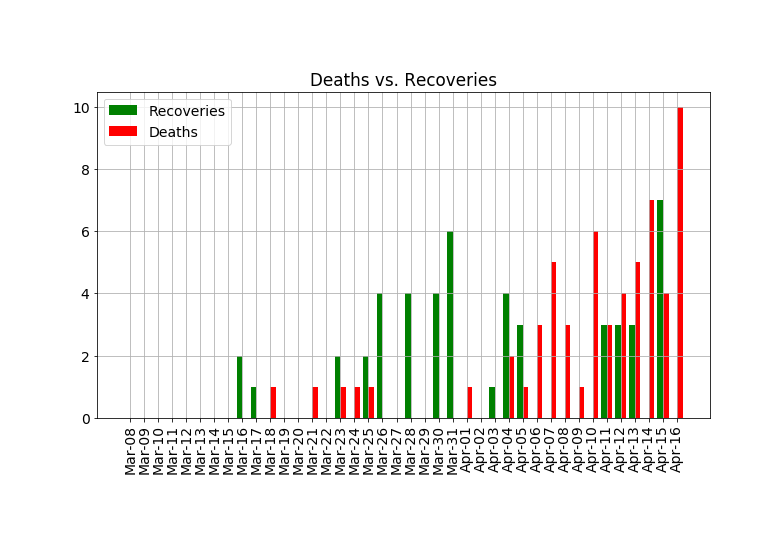 Deaths vs. Recoveries
Recoveries
Deaths
10
8
6
4
2
0
Mar-08
Mar-09
Mar-10
Mar-11
Mar-12
Mar-13
Mar-14
Mar-15
Mar-16
Mar-17
Mar-18
Mar-19
Mar-20
Mar-21
Mar-22
Mar-23
Mar-24
Mar-25
Mar-26
Mar-27
Mar-28
Mar-29
Mar-30
Mar-31
Apr-01
Apr-02
Apr-03
Apr-04
Apr-05
Apr-06
Apr-07
Apr-08
Apr-09
Apr-10
Apr-11
Apr-12
Apr-13
Apr-14
Apr-15
Apr-16